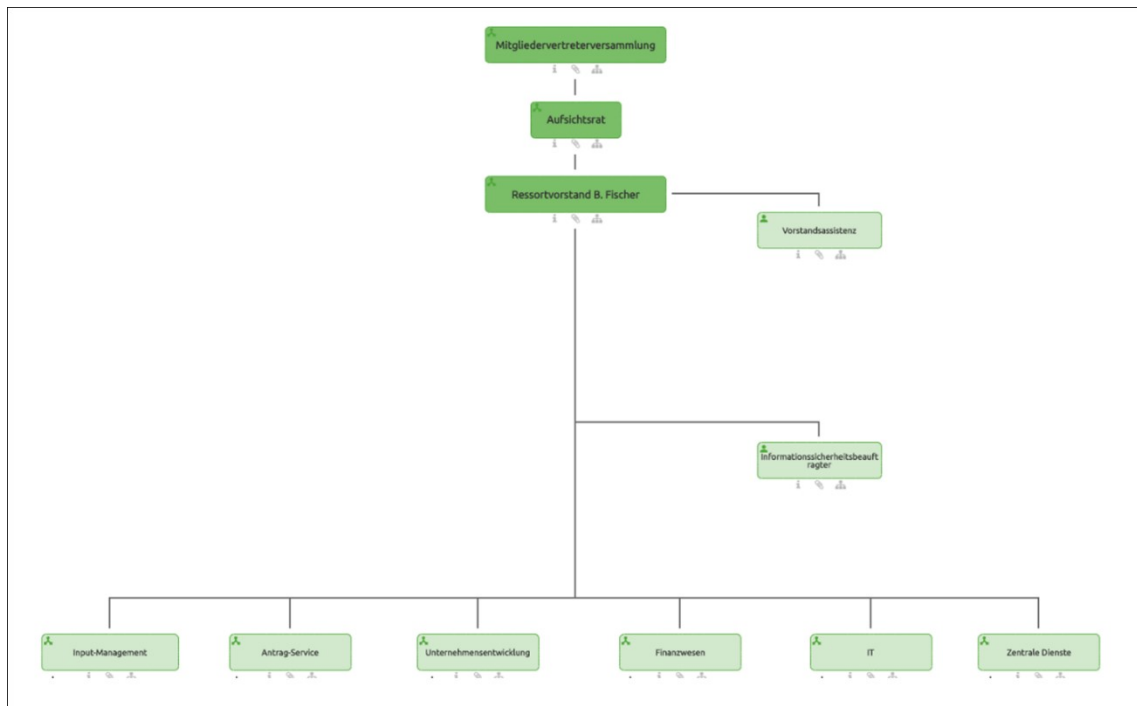 Mitgliedervertreterversammlung
Aufsichtsrat
Ressortvorstand B. Fischer
Vorstandsassistenz
Informationssicherheitsbeauft
ragter
Input-Management
Antrag-Service
Unternehmensentwicklung
Finanzwesen
IT
Zentrale Dienste